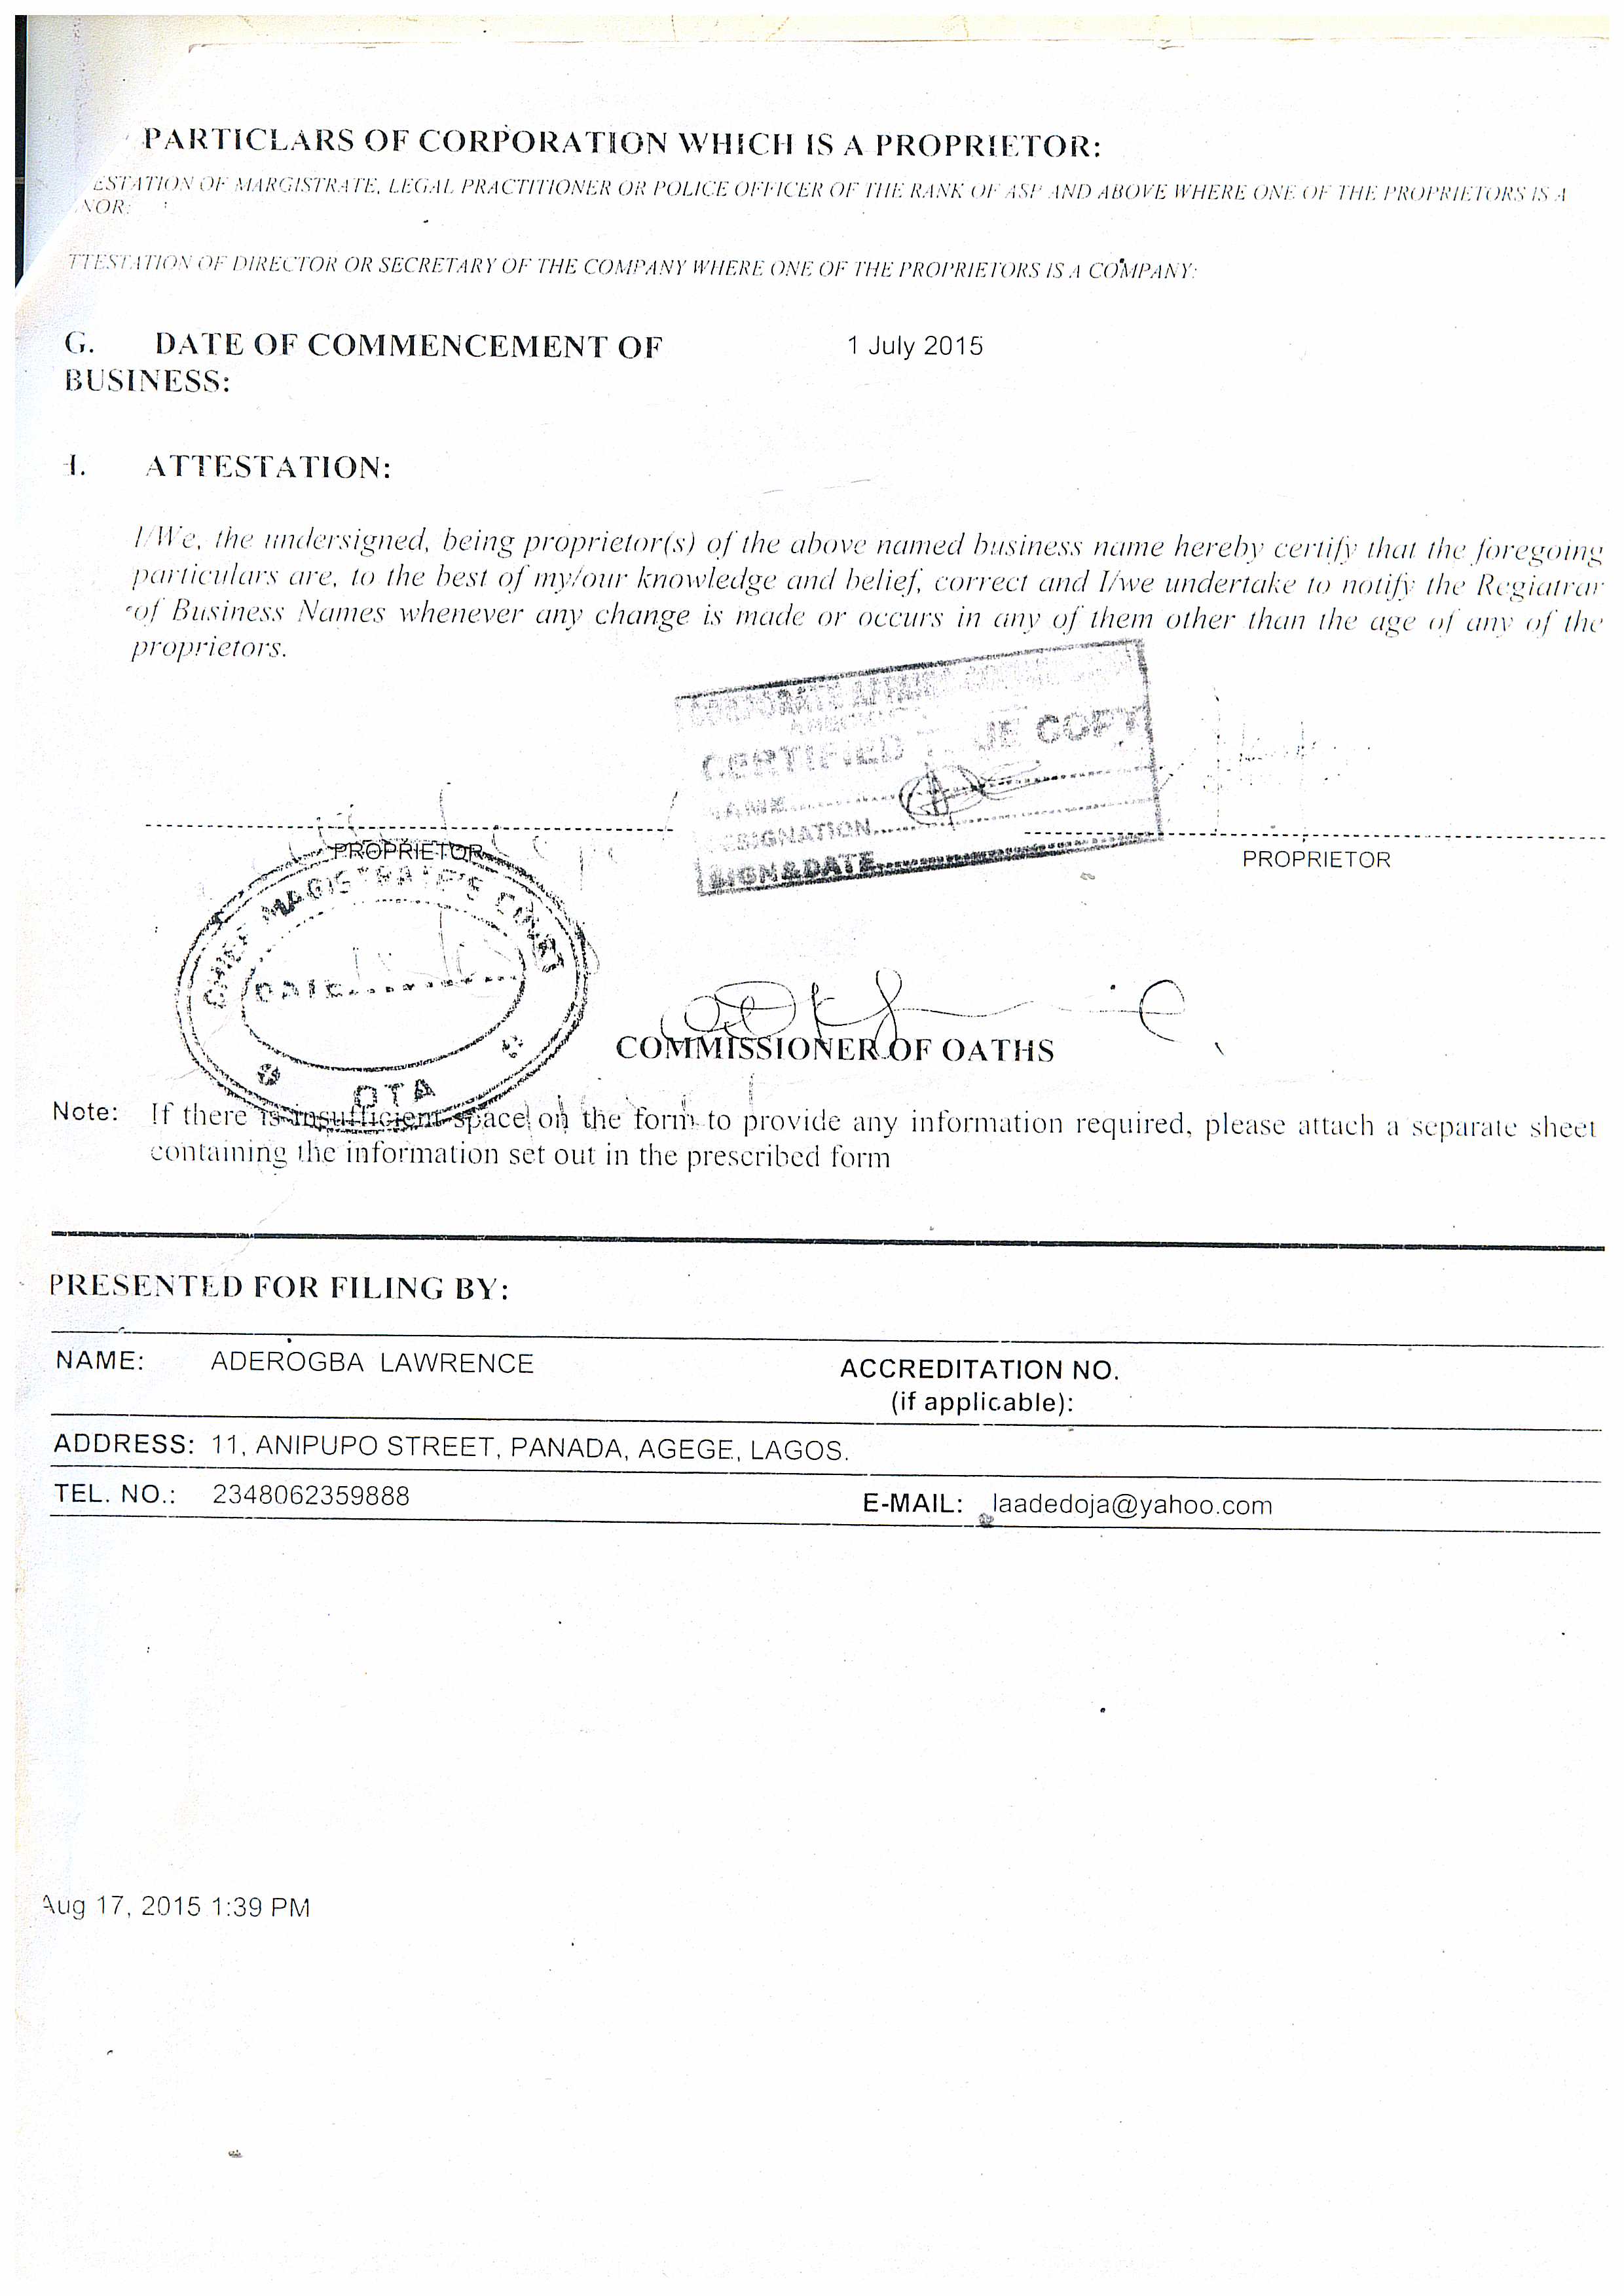 PARTICLARS OF CORPORATION WHICH IS A PROPRIETOR:
ESTATION OF MARGISTRATE, LEGAL PRACTITIONER OR POLICE OFFICER OF THE RANK OF ASP AND ABOVE WHERE ONE OF THE PROPRIETORS IS A
NOR:
TTESTATION OF DIRECTOR OR SECRETARY OF THE COMPANY WHERE ONE OF THE PROPRIETORS IS A COMPANY:
G. DATE OF COMMENCEMENT OF 1 July 2015
BUSINESS:
ATTESTATION:
I/We, the undersigned, being proprietor(s) of the above named business name hereby certify that the foregoing
particulars are, to the best of my/our knowledge and belief, correct and I/we undertake to notify the Regiatrar
of Business Names whenever any change is made or occurs in any of them other than the age of any of the
proprietors.
CORPORATE AFFAIRS
CERTIFIED TRUE COPY
NAME
DESIGNATION
SIGN & DATE
PROPRIETOR PROPRIETOR
CHIEF MAGISTRATE'S COURT
DATE
OTA
COMMISSIONER OF OATHS
Note: If there is insufficient space on the form to provide any information required, please attach a separate sheet
containing the information set out in the prescribed form
PRESENTED FOR FILING BY:
NAME: ADEROGBA LAWRENCE ACCREDITATION NO.
(if applicable):
ADDRESS: 11, ANIPUPO STREET, PANADA, AGEGE, LAGOS.
TEL. NO.: 2348062359888 E-MAIL: laadedoja@yahoo.com
Aug 17, 2015 1:39 PM